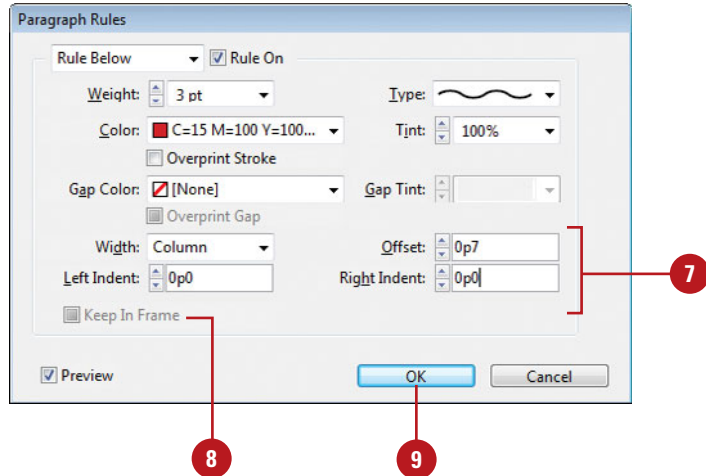 Paragraph Rules
Rule Below Rule On
Weight: 3 pt Type:
Color: C=15 M=100 Y=100... Tint: 100%
Overprint Stroke
Gap Color: [None] Gap Tint:
Overprint Gap
Width: Column Offset: 0p7
Left Indent: 0p0 Right Indent: 0p0
7
Keep In Frame
Preview OK Cancel
8 9